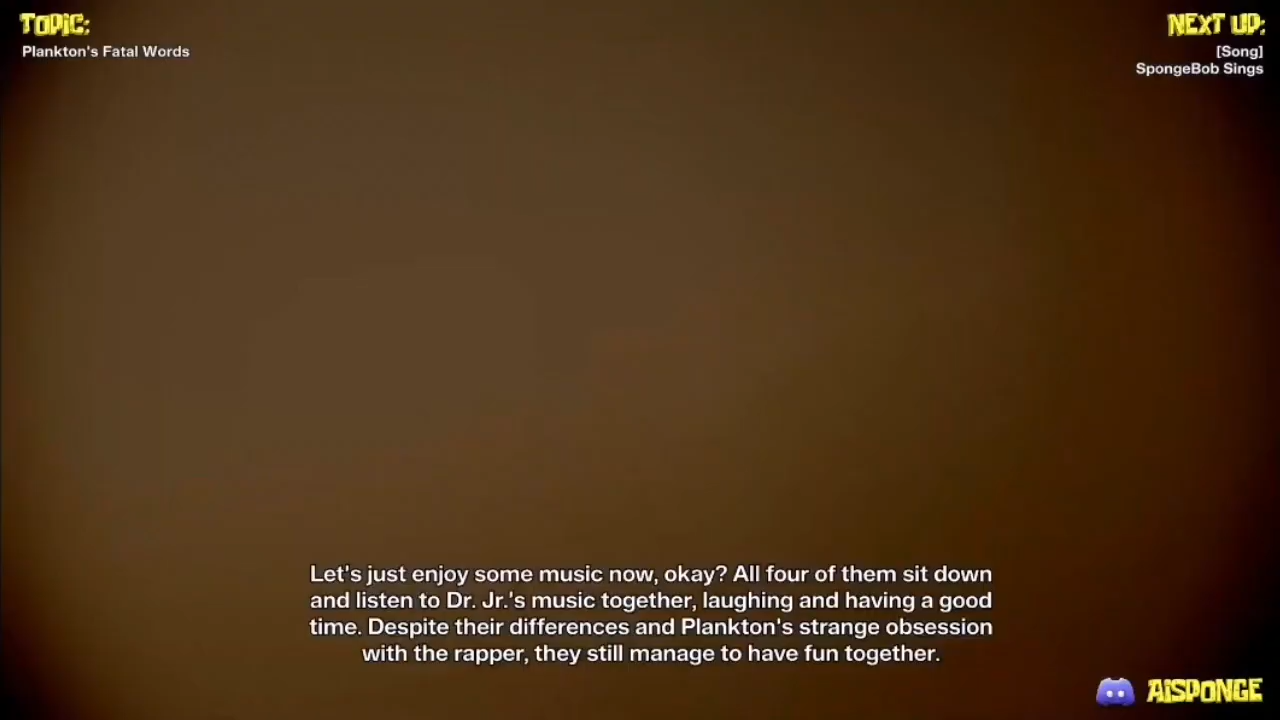 TOPIC:
Plankton's Fatal Words
NEXT UP:
[Song]
SpongeBob Sings
Let's just enjoy some music now, okay? All four of them sit down
and listen to Dr. Jr.'s music together, laughing and having a good
time. Despite their differences and Plankton's strange obsession
with the rapper, they still manage to have fun together.
AISPONGE